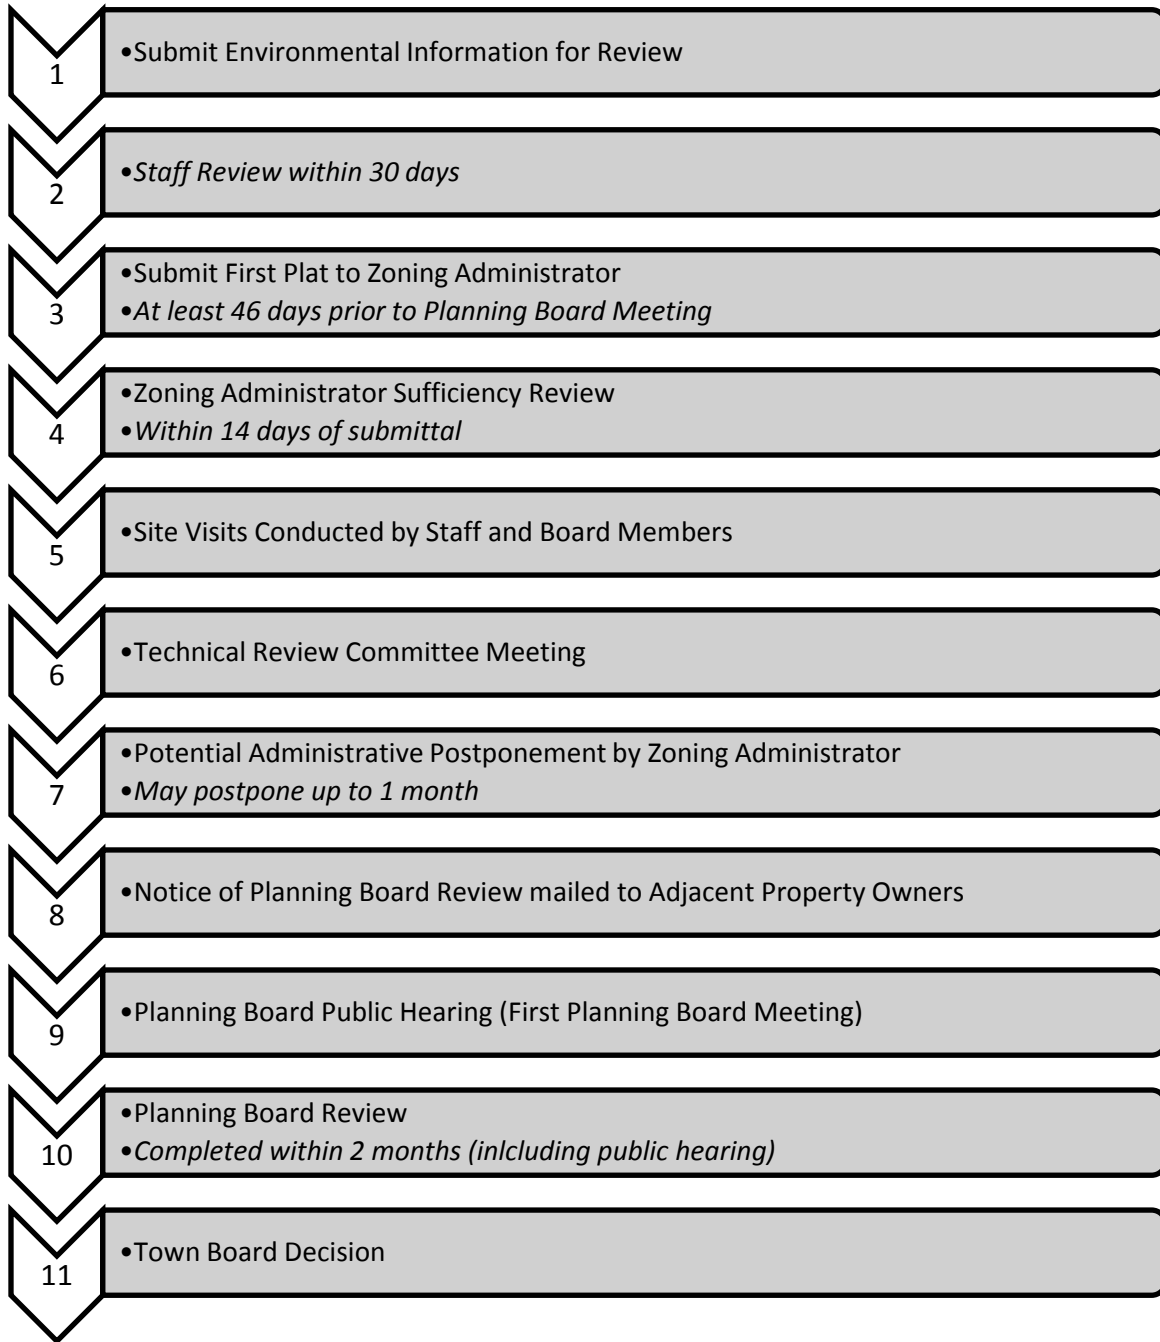 1
•Submit Environmental Information for Review
2
•Staff Review within 30 days
3
•Submit First Plat to Zoning Administrator
•At least 46 days prior to Planning Board Meeting
4
•Zoning Administrator Sufficiency Review
•Within 14 days of submittal
5
•Site Visits Conducted by Staff and Board Members
6
•Technical Review Committee Meeting
7
•Potential Administrative Postponement by Zoning Administrator
•May postpone up to 1 month
8
•Notice of Planning Board Review mailed to Adjacent Property Owners
9
•Planning Board Public Hearing (First Planning Board Meeting)
10
•Planning Board Review
•Completed within 2 months (inlcluding public hearing)
11
•Town Board Decision